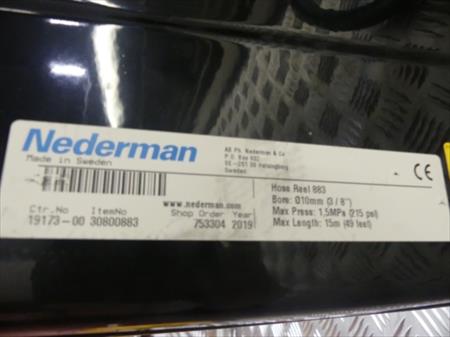 Nederman
Made in Sweden
AB Ph. Nederman & Co
P.O. Box 602
SE-251 06 Helsingborg
Sweden
CE
www.nederman.com
Ctr.No ItemNo Shop Order Year
19173-00 30800883 753304 2019
Hose Reel 883
Bore: Ø10mm (3/8")
Max Press: 1,5MPa (215 psi)
Max Length: 15m (49 feet)